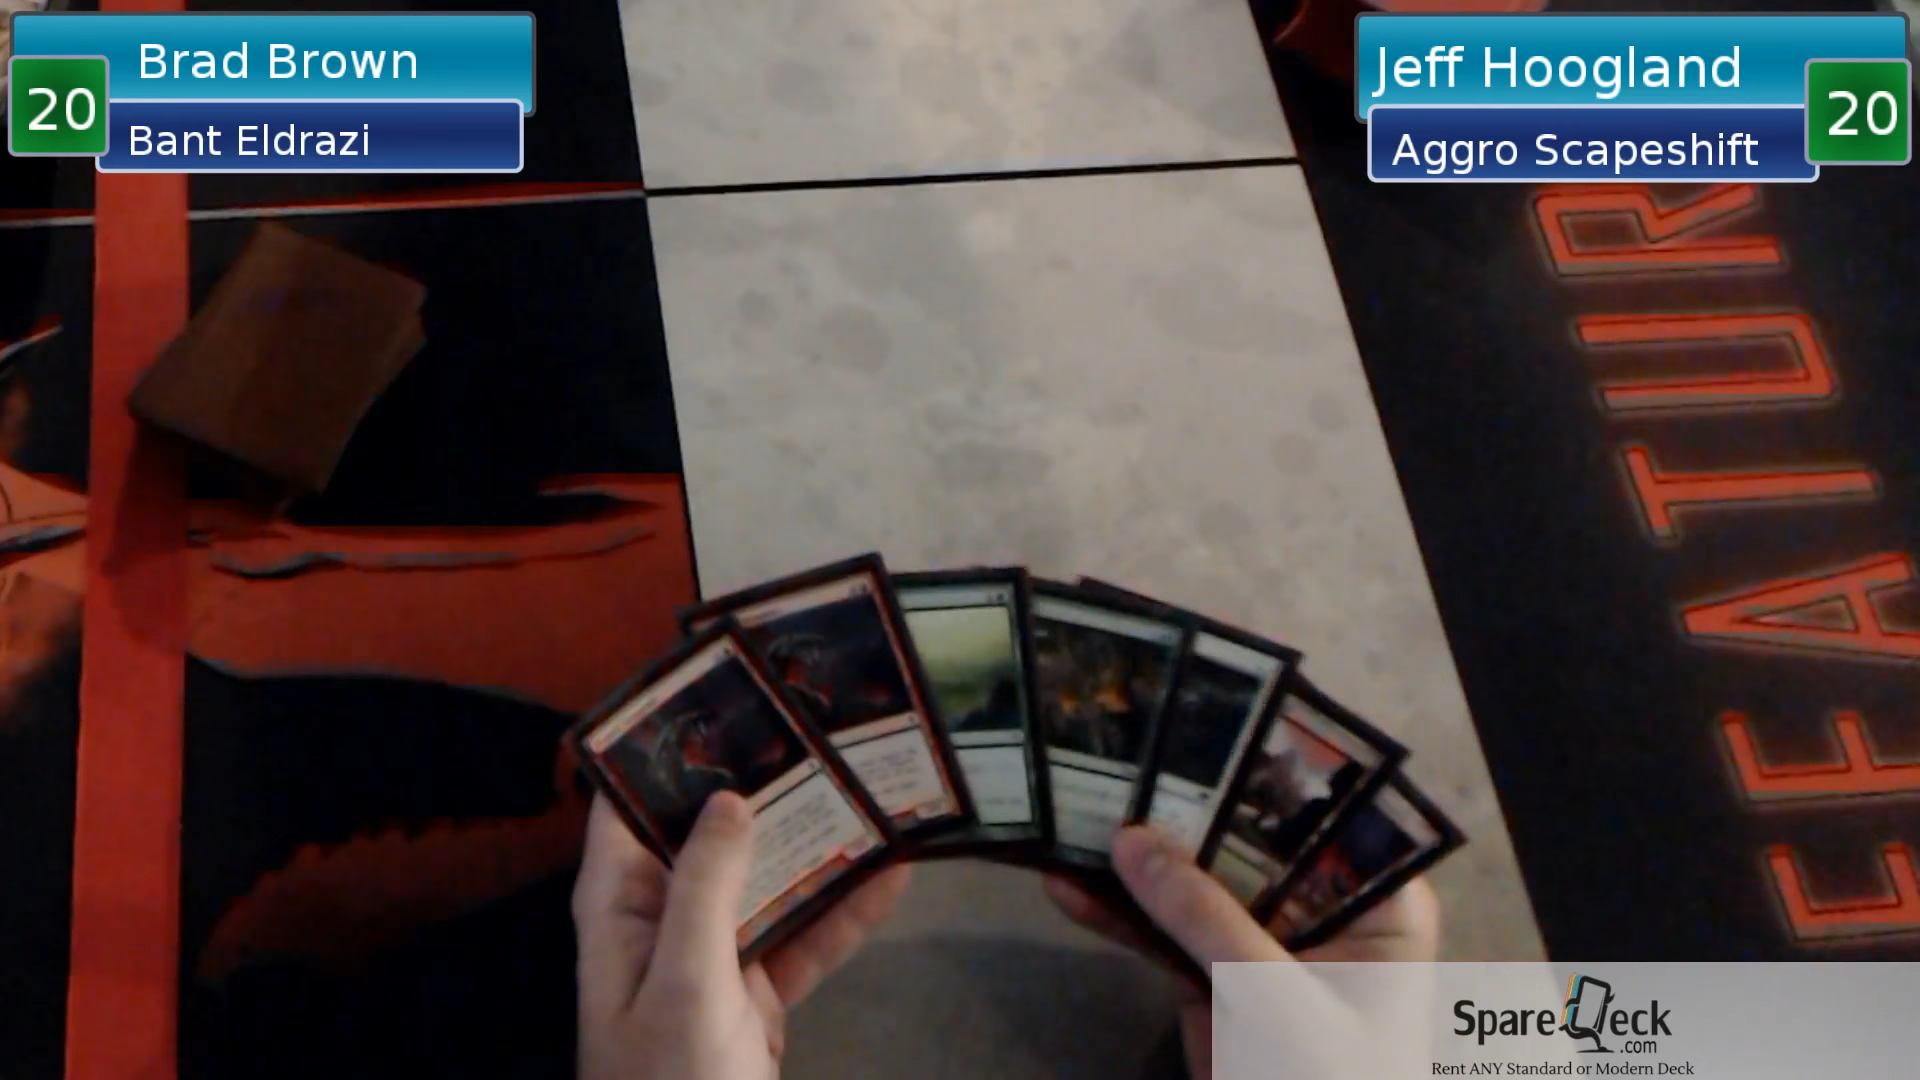 Brad Brown
20
Bant Eldrazi
Jeff Hoogland
20
Aggro Scapeshift
FEATUR
SpareDeck
.com
Rent ANY Standard or Modern Deck